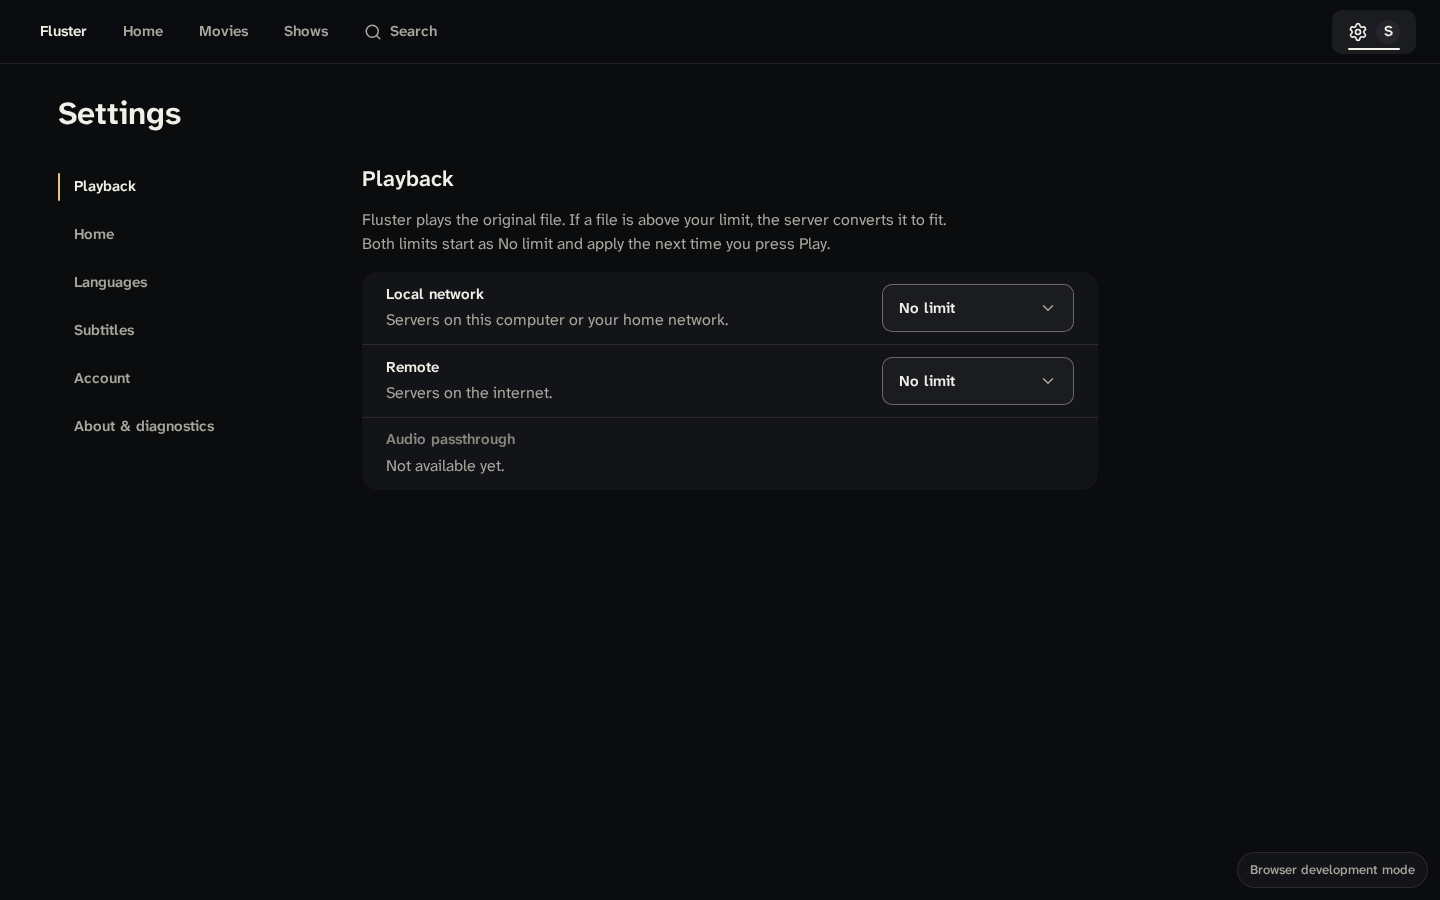 Fluster
Home
Movies
Shows
Search
S
Settings
Playback
Home
Languages
Subtitles
Account
About & diagnostics
Playback
Fluster plays the original file. If a file is above your limit, the server converts it to fit.
Both limits start as No limit and apply the next time you press Play.
Local network
Servers on this computer or your home network.
No limit
Remote
Servers on the internet.
No limit
Audio passthrough
Not available yet.
Browser development mode